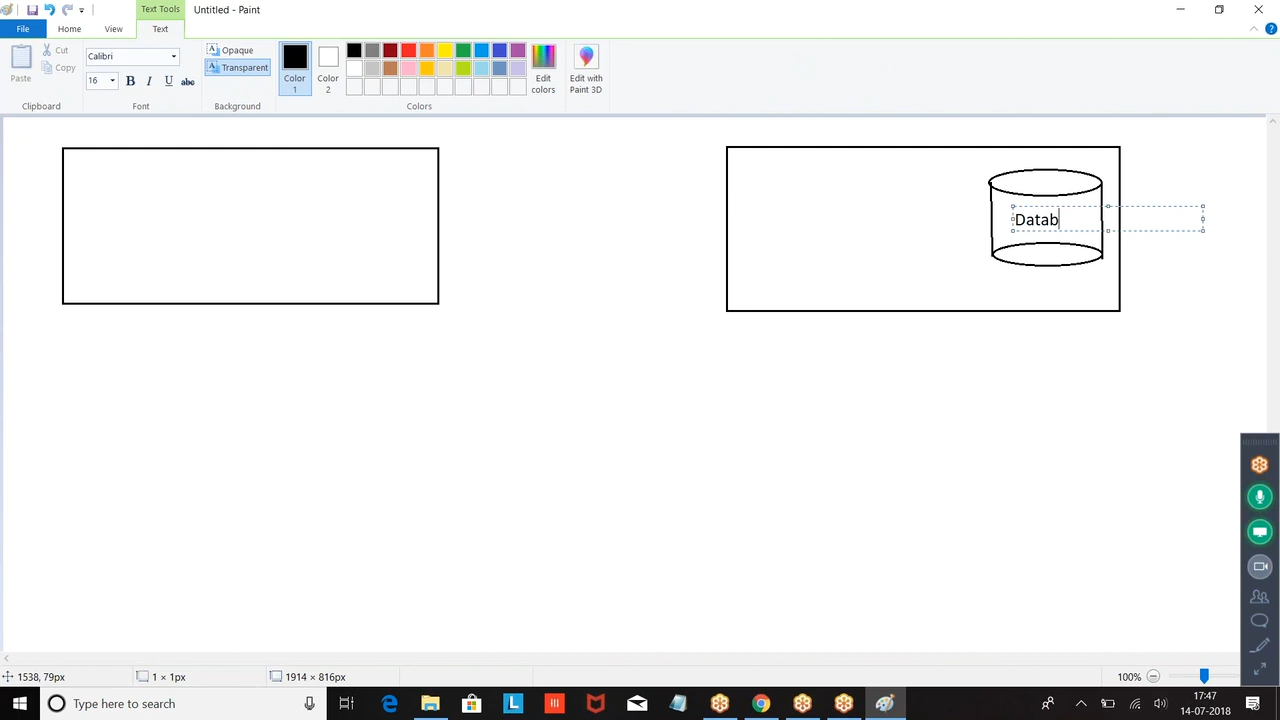 Text Tools
Untitled - Paint
File
Home
View
Text
Paste
Cut
Copy
Clipboard
Calibri
16
B I U abc
Font
Opaque
Transparent
Background
Color 1
Color 2
Edit colors
Colors
Edit with Paint 3D
Datab
1538, 79px
1 × 1px
1914 × 816px
100%
Type here to search
17:47
14-07-2018